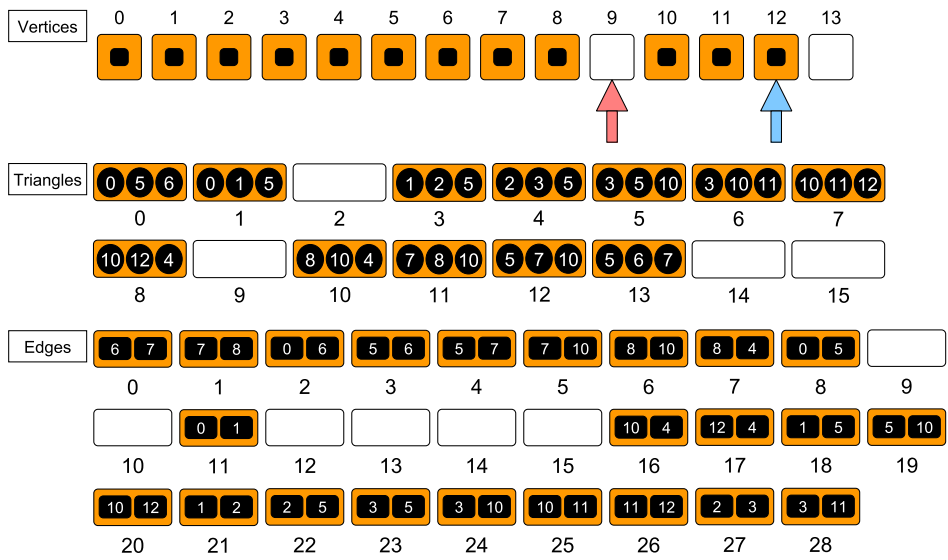 0 1 2 3 4 5 6 7 8 9 10 11 12 13
Vertices
Triangles
0 5 6 0 1 5 1 2 5 2 3 5 3 5 10 3 10 11 10 11 12
0 1 2 3 4 5 6 7
10 12 4 8 10 4 7 8 10 5 7 10 5 6 7
8 9 10 11 12 13 14 15
Edges
6 7 7 8 0 6 5 6 5 7 7 10 8 10 8 4 0 5
0 1 2 3 4 5 6 7 8 9
0 1 10 4 12 4 1 5 5 10
10 11 12 13 14 15 16 17 18 19
10 12 1 2 2 5 3 5 3 10 10 11 11 12 2 3 3 11
20 21 22 23 24 25 26 27 28